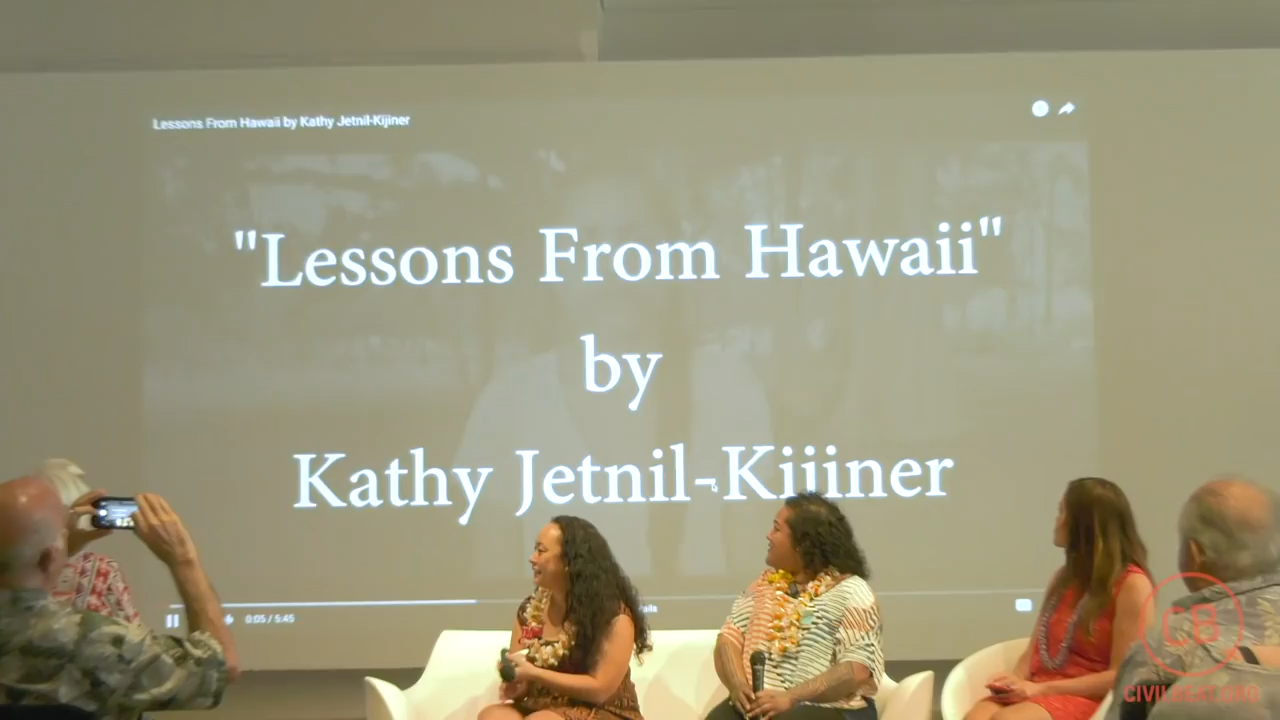 Lessons From Hawaii by Kathy Jetnil-Kijiner
"Lessons From Hawaii"
by
Kathy Jetnil-Kijiner
0:05 / 5:45
CB
CIVILBEAT.ORG